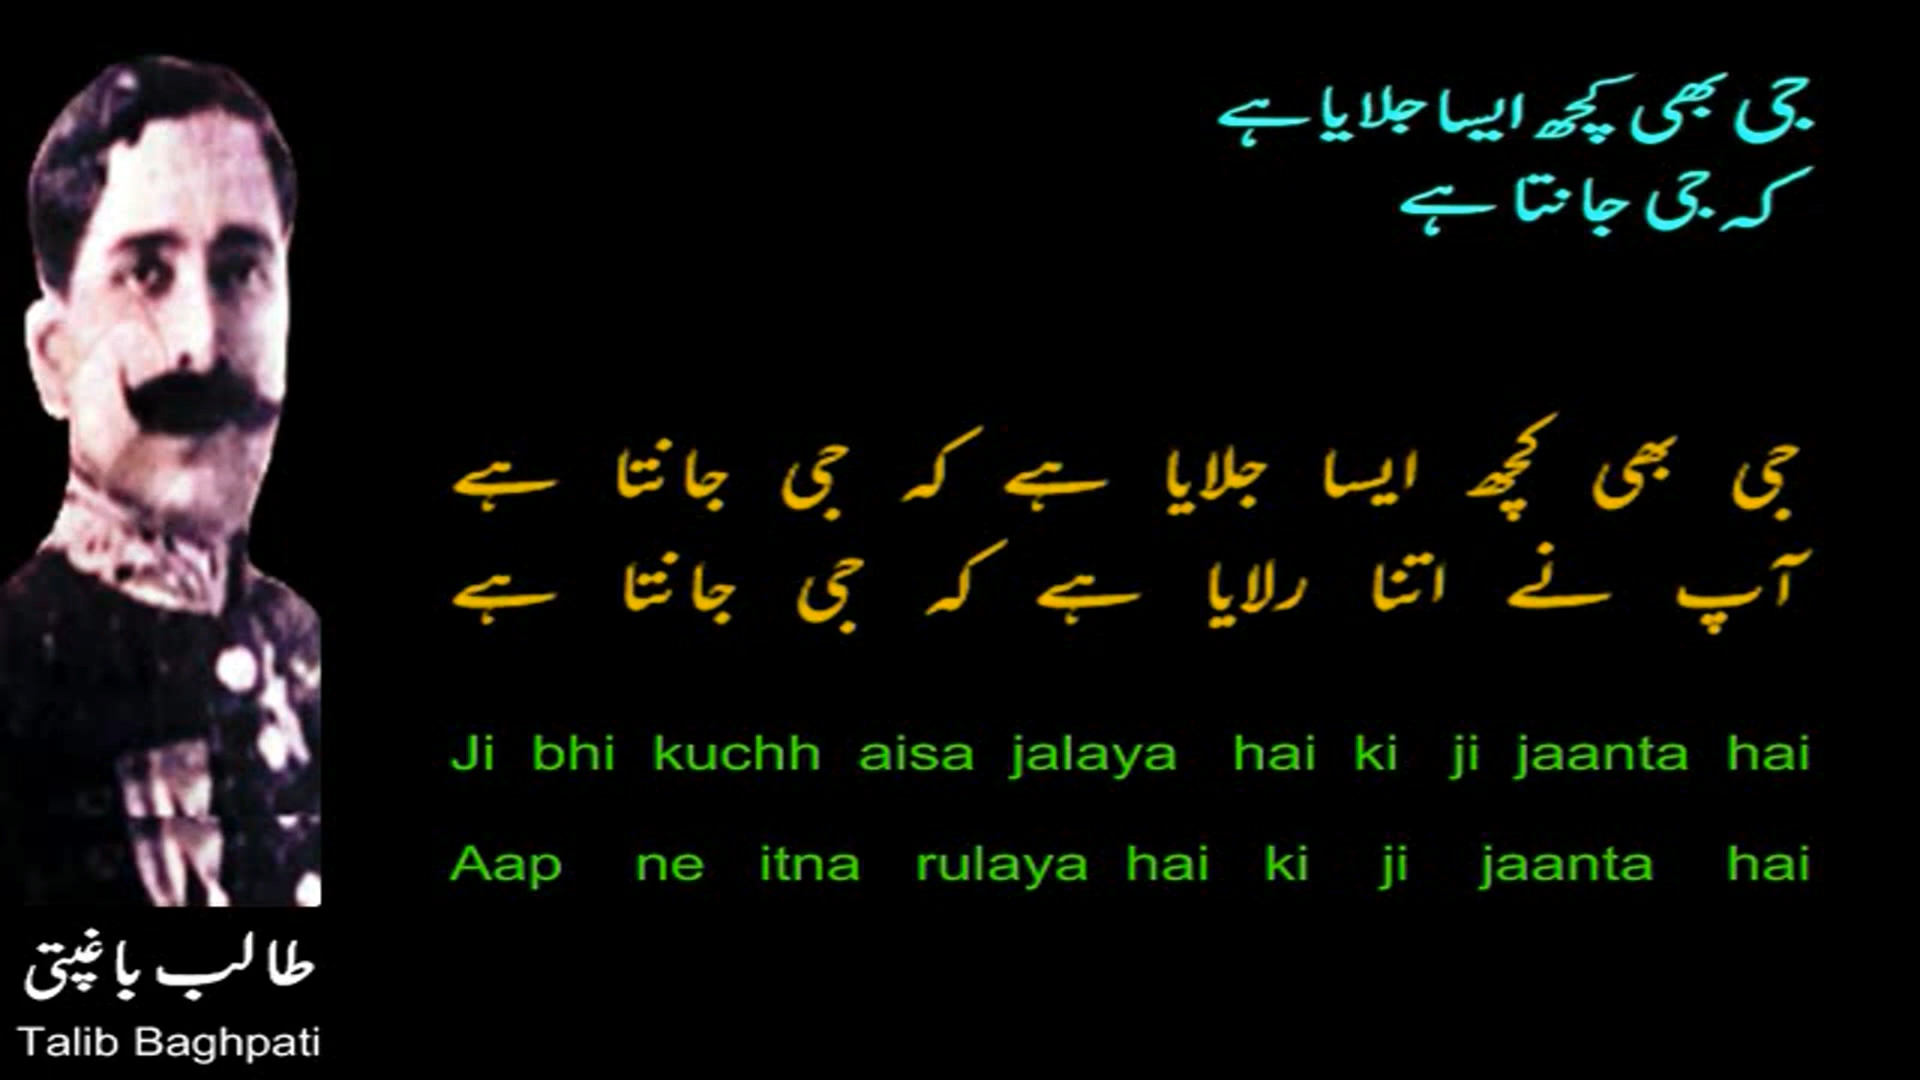 جی بھی کچھ ایسا جلایا ہے
کہ جی جانتا ہے
جی بھی کچھ ایسا جلایا ہے کہ جی جانتا ہے
آپ نے اتنا رلایا ہے کہ جی جانتا ہے
Ji bhi kuchh aisa jalaya hai ki ji jaanta hai
Aap ne itna rulaya hai ki ji jaanta hai
طالب باغپتی
Talib Baghpati